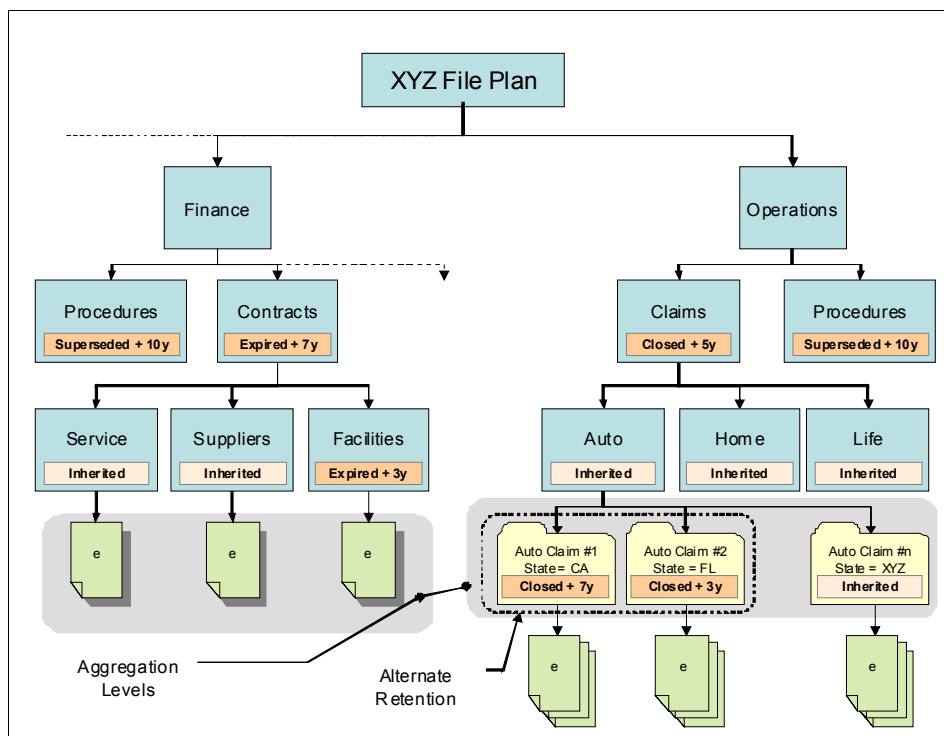 XYZ File Plan
Finance
Operations
Procedures
Superseded + 10y
Contracts
Expired + 7y
Claims
Closed + 5y
Procedures
Superseded + 10y
Service
Inherited
Suppliers
Inherited
Facilities
Expired + 3y
Auto
Inherited
Home
Inherited
Life
Inherited
e
e
e
Auto Claim #1
State = CA
Closed + 7y
Auto Claim #2
State = FL
Closed + 3y
Auto Claim #n
State = XYZ
Inherited
Aggregation
Levels
Alternate
Retention
e
e
e